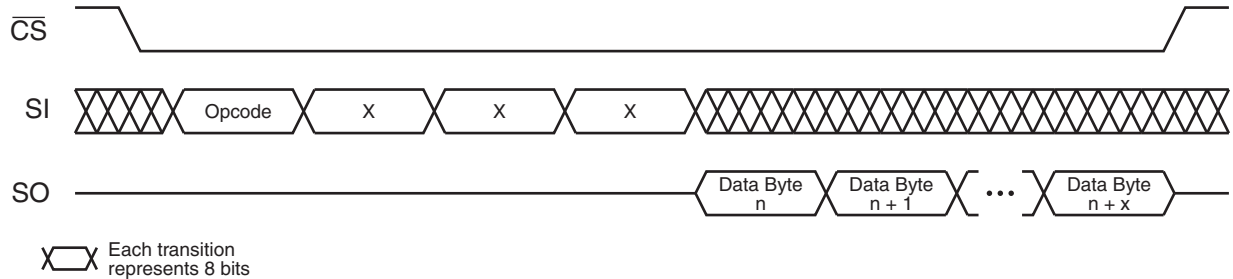 CS
SI
Opcode
X
X
X
SO
Data Byte
n
Data Byte
n + 1
•••
Data Byte
n + x
Each transition
represents 8 bits